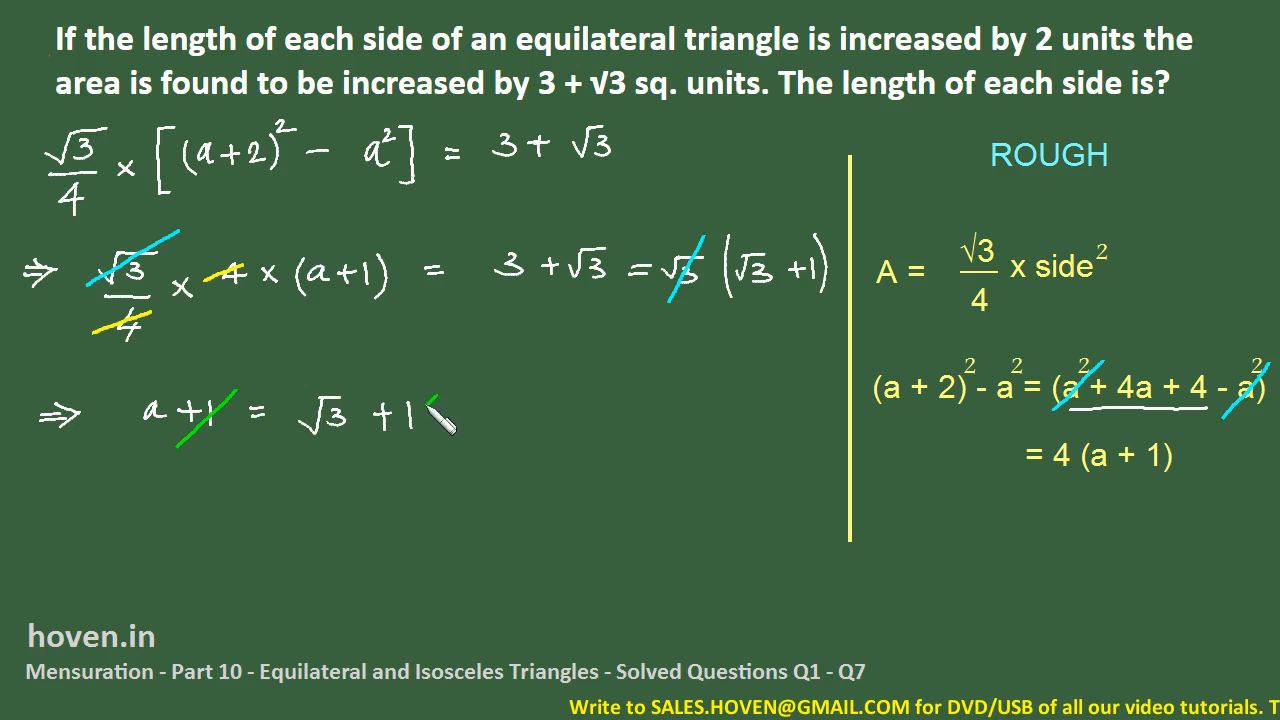 If the length of each side of an equilateral triangle is increased by 2 units the
area is found to be increased by 3 + √3 sq. units. The length of each side is?
√3/4 × [(a+2)² − a²] = 3 + √3
⇒ √3/4 × 4 × (a+1) = 3 + √3 = √3 (√3 + 1)
⇒ a + 1 = √3 + 1
ROUGH
A = √3/4 x side²
(a + 2)² - a² = (a² + 4a + 4 - a²)
= 4 (a + 1)
hoven.in
Mensuration - Part 10 - Equilateral and Isosceles Triangles - Solved Questions Q1 - Q7
Write to SALES.HOVEN@GMAIL.COM for DVD/USB of all our video tutorials. T